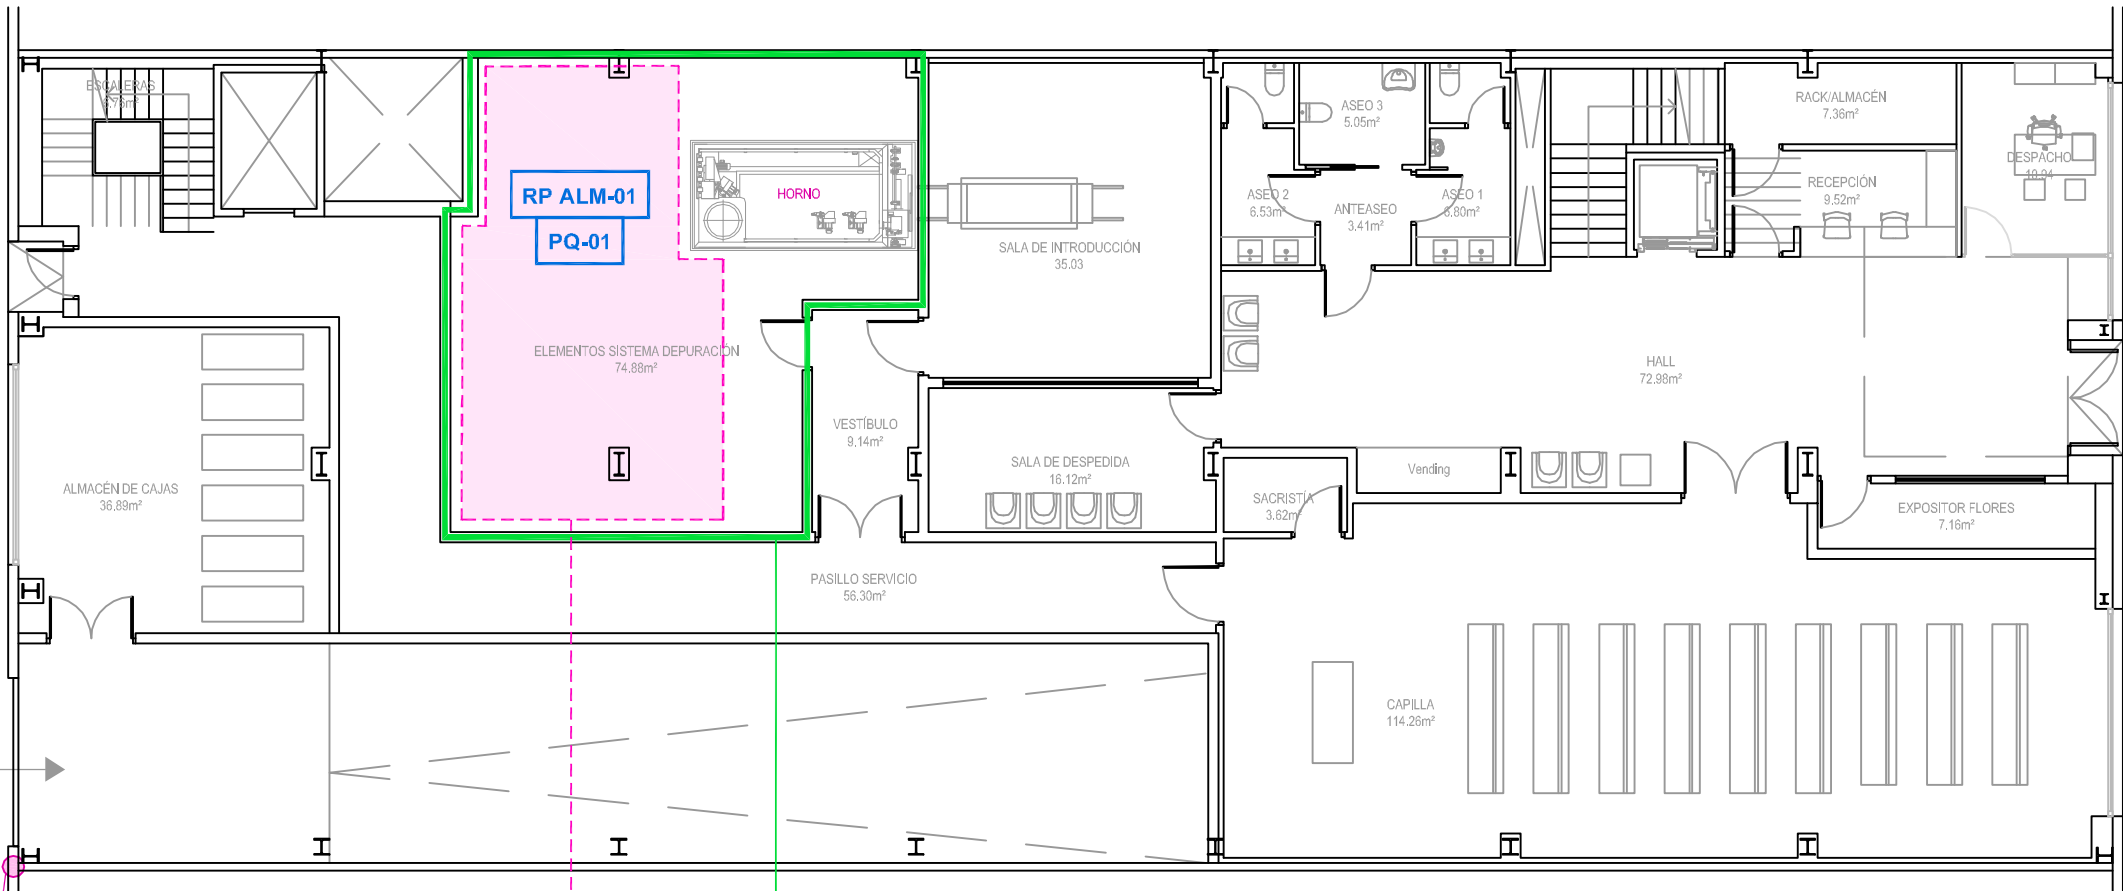 ESCALERAS
RP ALM-01
PQ-01
HORNO
ELEMENTOS SISTEMA DEPURACIÓN
74.88m²
ALMACÉN DE CAJAS
36.89m²
VESTÍBULO
9.14m²
PASILLO SERVICIO
56.30m²
SALA DE INTRODUCCIÓN
35.03
SALA DE DESPEDIDA
16.12m²
ASEO 3
5.05m²
ASEO 2
6.53m²
ANTEASEO
3.41m²
ASEO 1
6.80m²
RACK/ALMACÉN
7.36m²
RECEPCIÓN
9.52m²
DESPACHO
HALL
72.98m²
Vending
SACRISTÍA
3.62m²
EXPOSITOR FLORES
7.16m²
CAPILLA
114.26m²